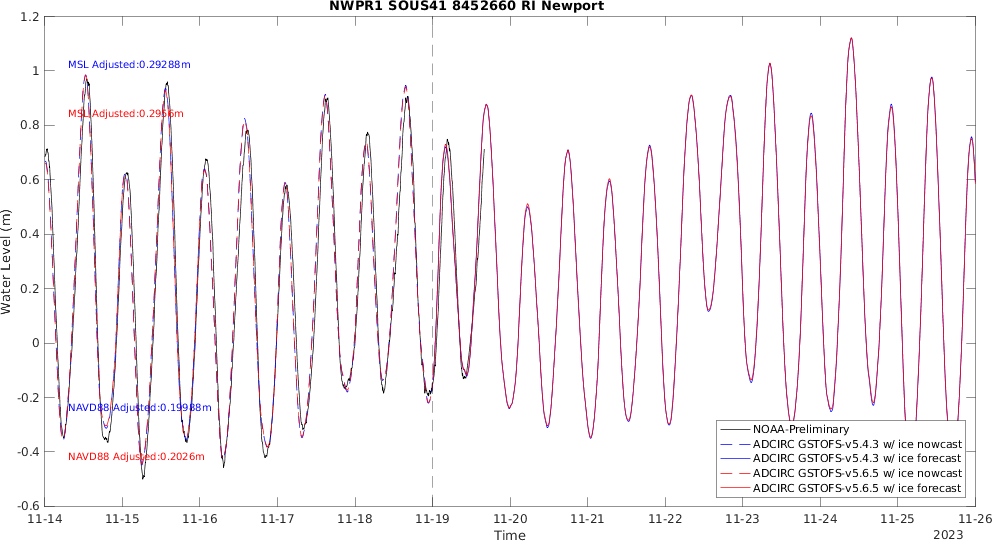 NWPR1 SOUS41 8452660 RI Newport
1.2
1
0.8
0.6
0.4
0.2
0
-0.2
-0.4
-0.6
Water Level (m)
MSL Adjusted:0.29288m
MSL Adjusted:0.2956m
NAVD88 Adjusted:0.19988m
NAVD88 Adjusted:0.2026m
NOAA-Preliminary
ADCIRC GSTOFS-v5.4.3 w/ ice nowcast
ADCIRC GSTOFS-v5.4.3 w/ ice forecast
ADCIRC GSTOFS-v5.6.5 w/ ice nowcast
ADCIRC GSTOFS-v5.6.5 w/ ice forecast
11-14 11-15 11-16 11-17 11-18 11-19 11-20 11-21 11-22 11-23 11-24 11-25 11-26
Time
2023